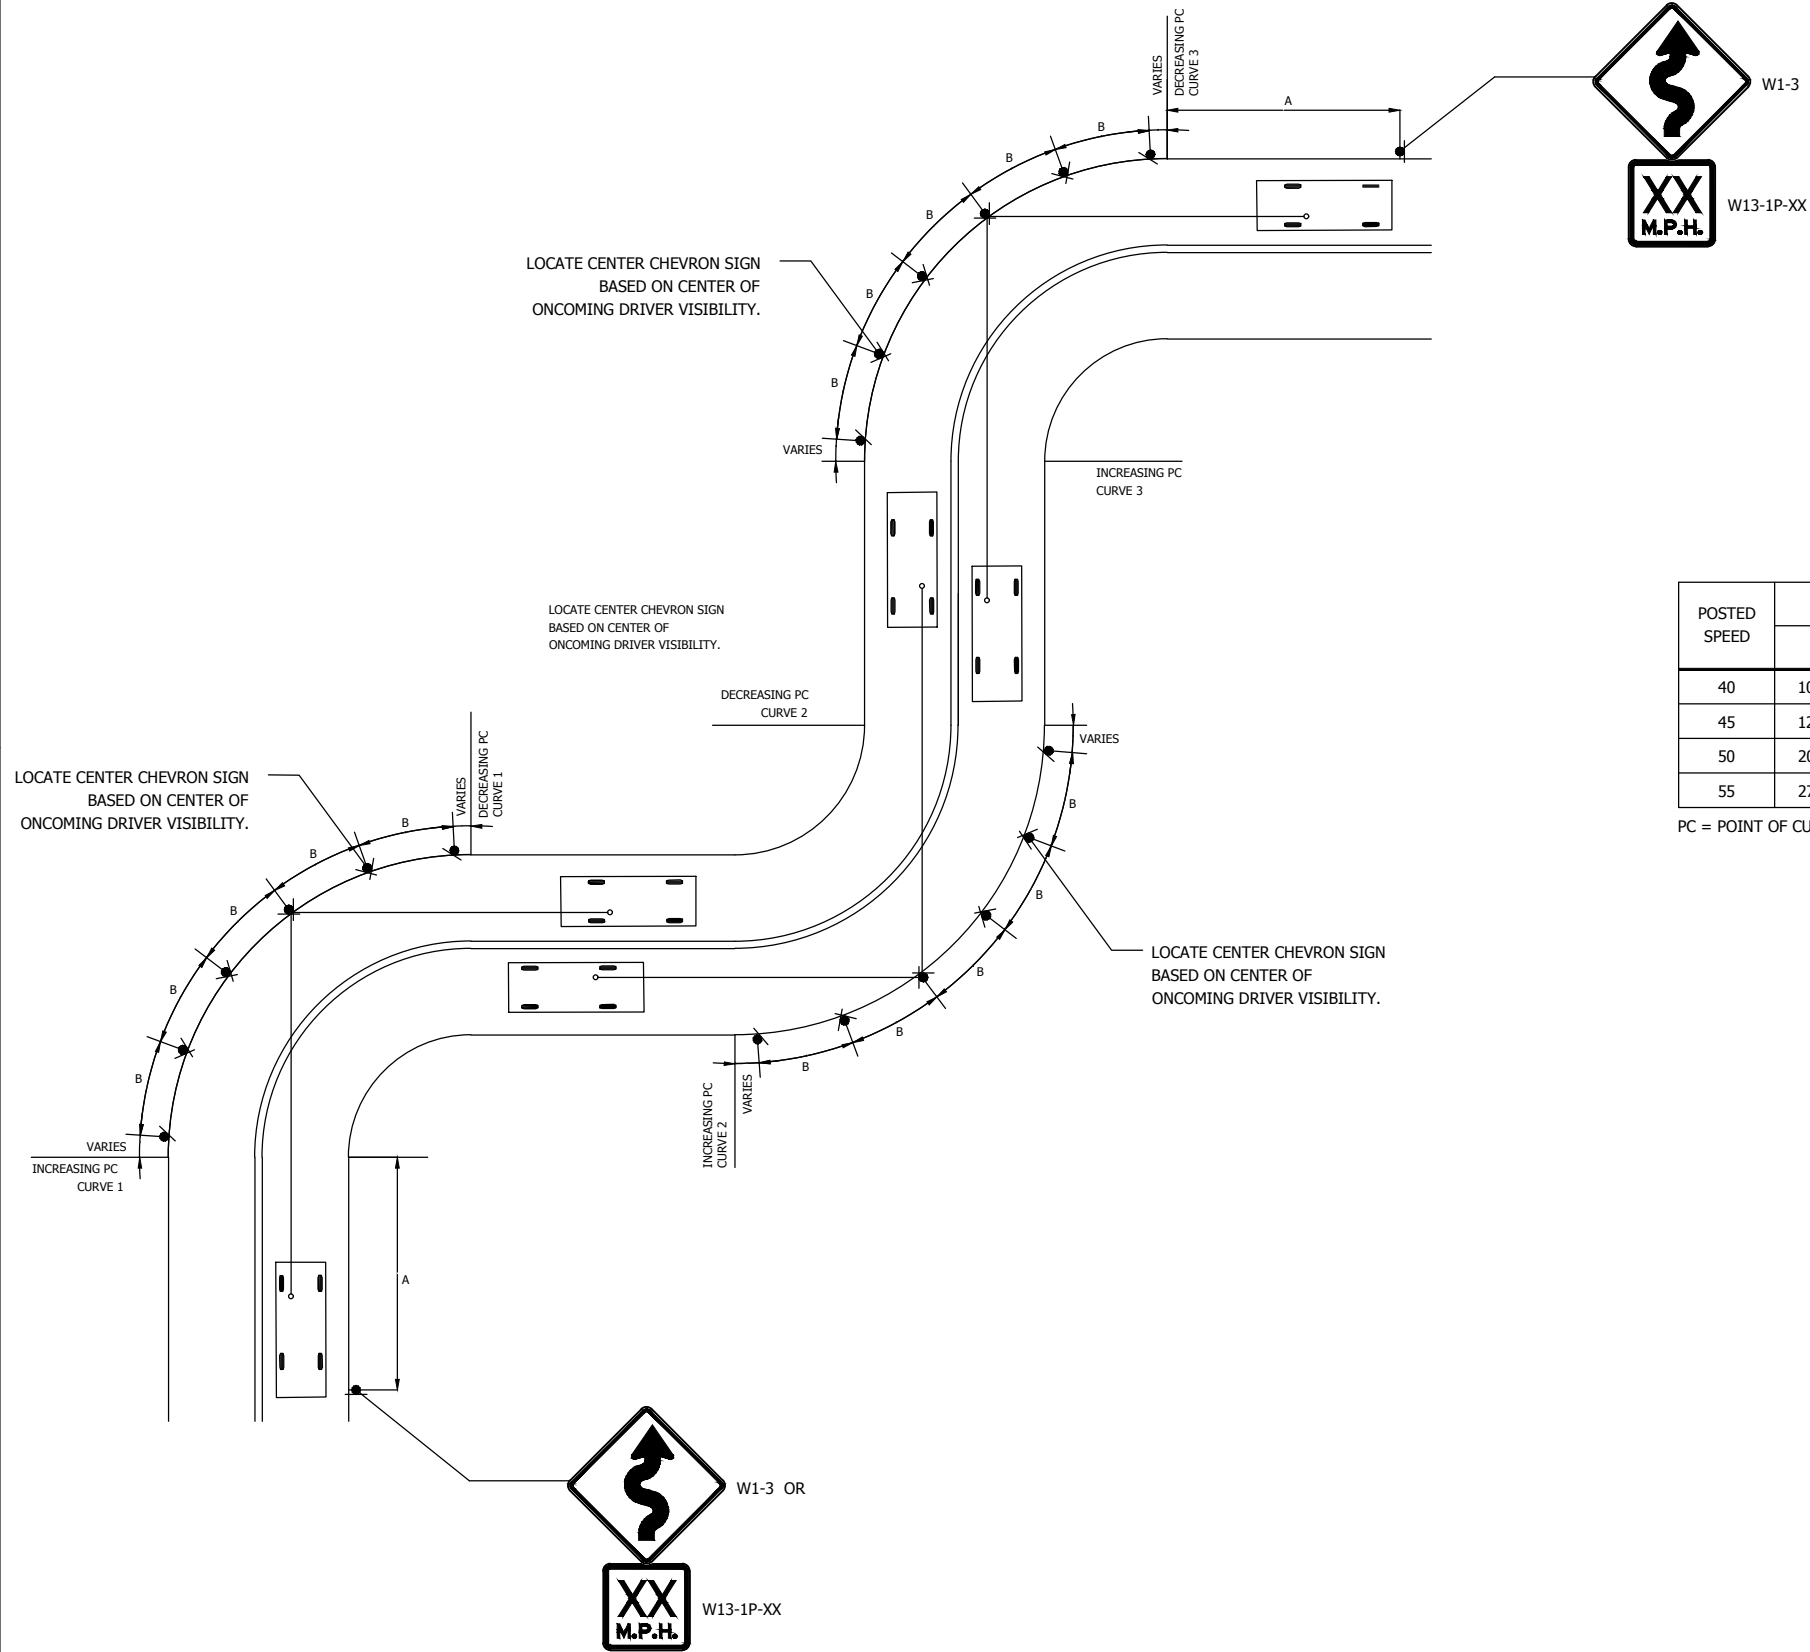 VARIES
DECREASING PC
CURVE 3
A
W1-3
XX
M.P.H.
W13-1P-XX
B
B
B
B
B
VARIES
LOCATE CENTER CHEVRON SIGN
BASED ON CENTER OF
ONCOMING DRIVER VISIBILITY.
INCREASING PC
CURVE 3
LOCATE CENTER CHEVRON SIGN
BASED ON CENTER OF
ONCOMING DRIVER VISIBILITY.
DECREASING PC
CURVE 2
POSTED
SPEED
40
45
50
55
PC = POINT OF
VARIES
DECREASING PC
CURVE 1
LOCATE CENTER CHEVRON SIGN
BASED ON CENTER OF
ONCOMING DRIVER VISIBILITY.
B
B
B
B
B
VARIES
INCREASING PC
CURVE 1
VARIES
B
B
B
B
B
LOCATE CENTER CHEVRON SIGN
BASED ON CENTER OF
ONCOMING DRIVER VISIBILITY.
INCREASING PC
CURVE 2
VARIES
A
W1-3 OR
XX
M.P.H.
W13-1P-XX